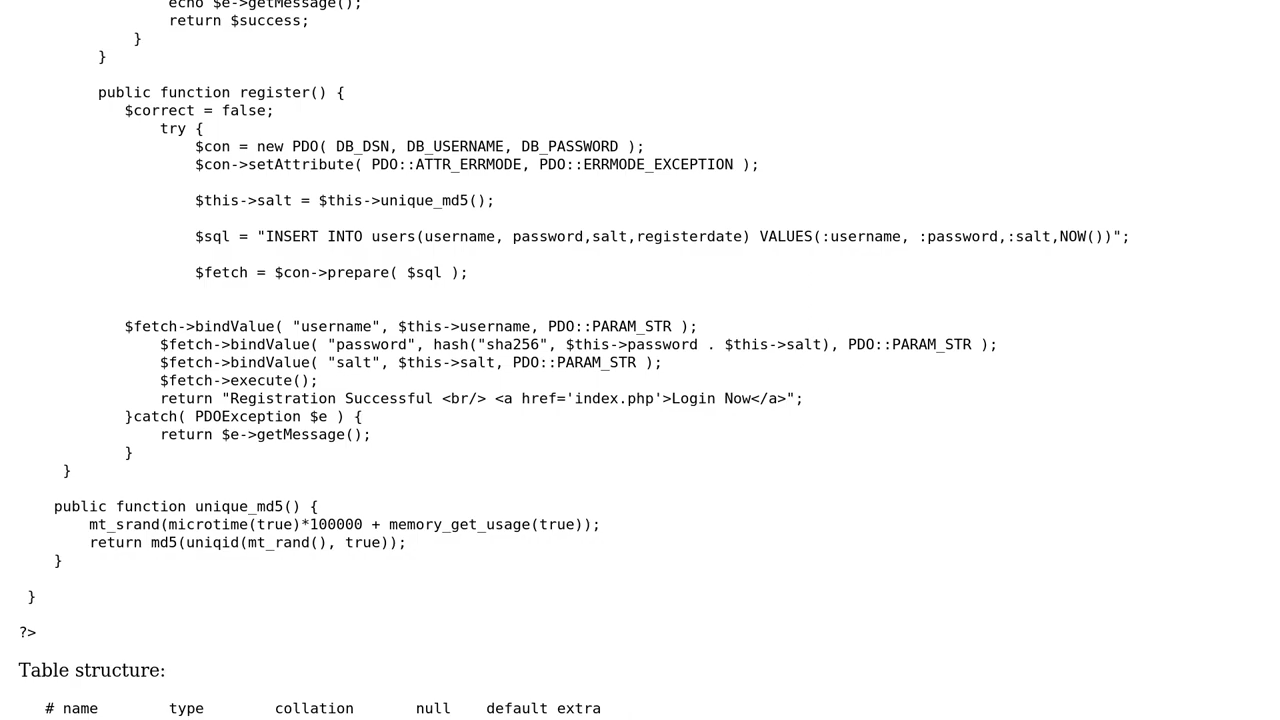 echo $e->getMessage();
return $success;
}
}
public function register() {
$correct = false;
try {
$con = new PDO( DB_DSN, DB_USERNAME, DB_PASSWORD );
$con->setAttribute( PDO::ATTR_ERRMODE, PDO::ERRMODE_EXCEPTION );
$this->salt = $this->unique_md5();
$sql = "INSERT INTO users(username, password,salt,registerdate) VALUES(:username, :password,:salt,NOW())";
$fetch = $con->prepare( $sql );
$fetch->bindValue( "username", $this->username, PDO::PARAM_STR );
$fetch->bindValue( "password", hash("sha256", $this->password . $this->salt), PDO::PARAM_STR );
$fetch->bindValue( "salt", $this->salt, PDO::PARAM_STR );
$fetch->execute();
return "Registration Successful <br/> <a href='index.php'>Login Now</a>";
}catch( PDOException $e ) {
return $e->getMessage();
}
}
public function unique_md5() {
mt_srand(microtime(true)*100000 + memory_get_usage(true));
return md5(uniqid(mt_rand(), true));
}
}
?>
Table structure:
# name type collation null default extra